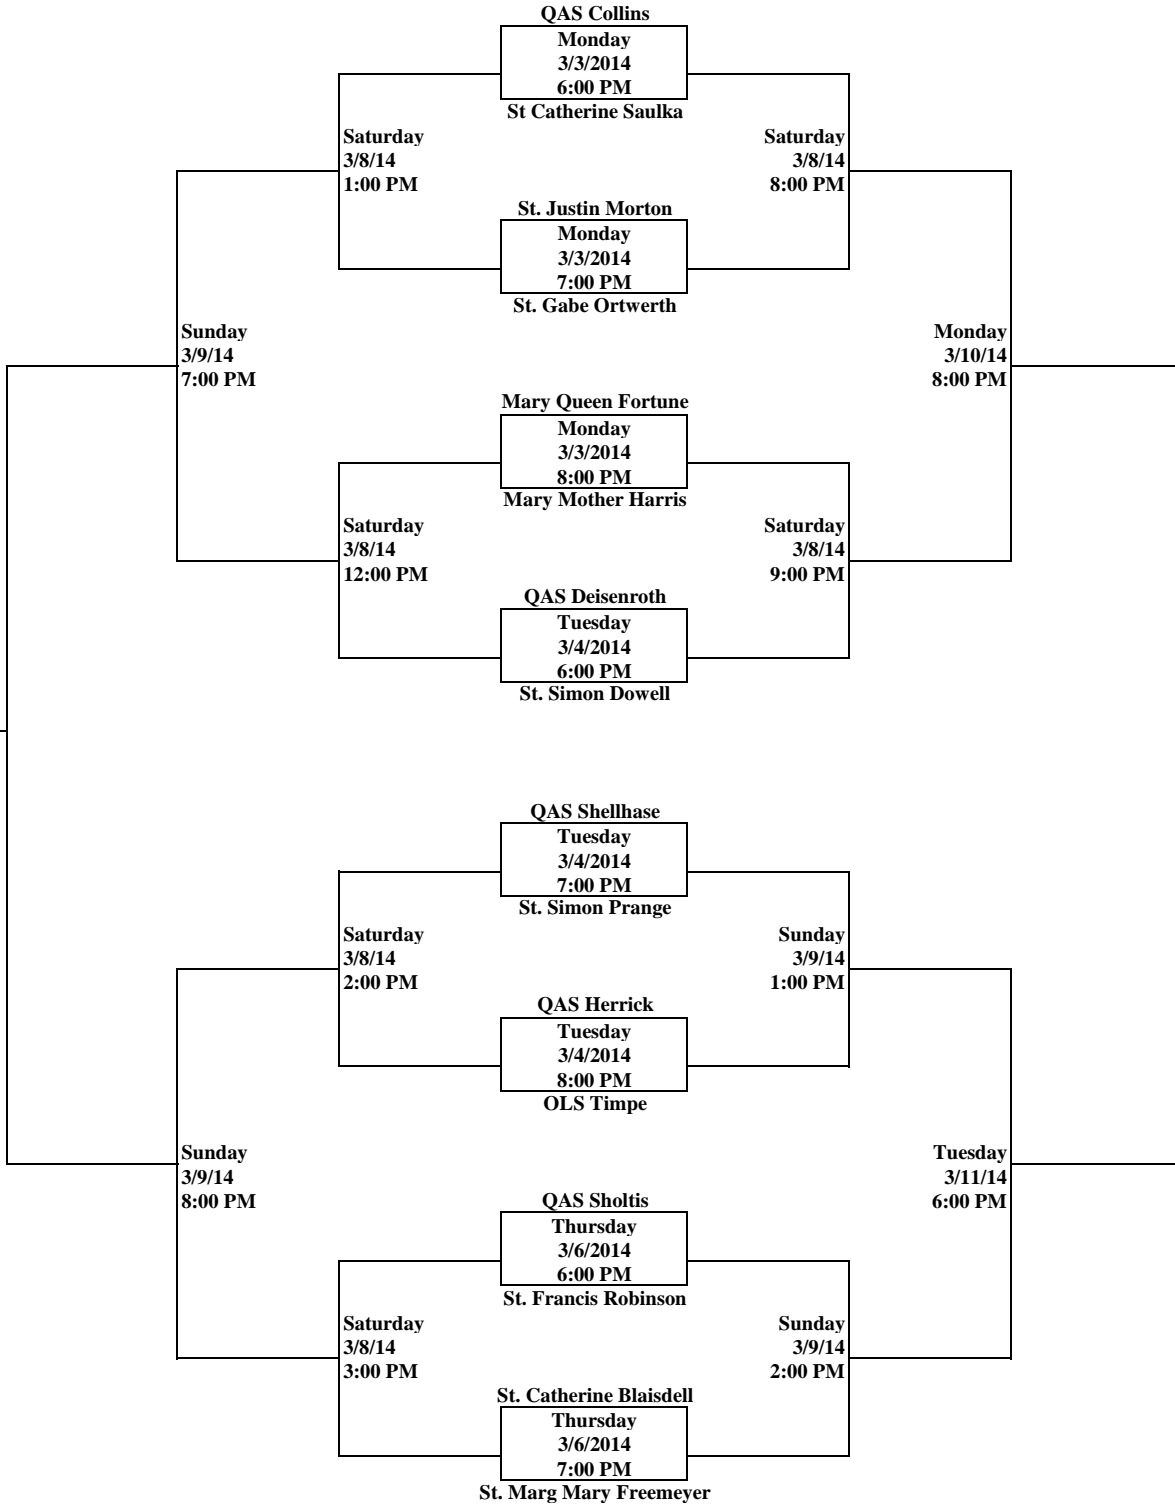 QAS Collins
Monday
3/3/2014
6:00 PM
St Catherine Saulka
Saturday
3/8/14
1:00 PM
Saturday
3/8/14
8:00 PM
St. Justin Morton
Monday
3/3/2014
7:00 PM
St. Gabe Ortwerth
Sunday
3/9/14
7:00 PM
Monday
3/10/14
8:00 PM
Mary Queen Fortune
Monday
3/3/2014
8:00 PM
Mary Mother Harris
Saturday
3/8/14
12:00 PM
Saturday
3/8/14
9:00 PM
QAS Deisenroth
Tuesday
3/4/2014
6:00 PM
St. Simon Dowell
QAS Shellhase
Tuesday
3/4/2014
7:00 PM
St. Simon Prange
Saturday
3/8/14
2:00 PM
Sunday
3/9/14
1:00 PM
QAS Herrick
Tuesday
3/4/2014
8:00 PM
OLS Timpe
Sunday
3/9/14
8:00 PM
Tuesday
3/11/14
6:00 PM
QAS Sholtis
Thursday
3/6/2014
6:00 PM
St. Francis Robinson
Saturday
3/8/14
3:00 PM
Sunday
3/9/14
2:00 PM
St. Catherine Blaisdell
Thursday
3/6/2014
7:00 PM
St. Marg Mary Freemeyer